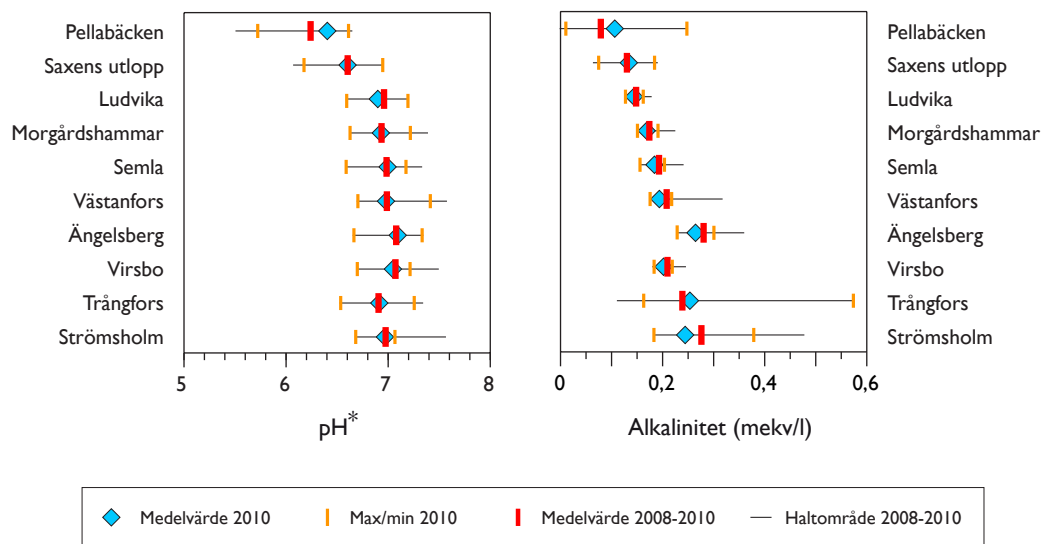 Pellabäcken
Saxens utlopp
Ludvika
Morgårdshammar
Semla
Västanfors
Ängelsberg
Virsbo
Trångfors
Strömsholm
5 6 7 8
pH*
Pellabäcken
Saxens utlopp
Ludvika
Morgårdshammar
Semla
Västanfors
Ängelsberg
Virsbo
Trångfors
Strömsholm
0 0,2 0,4 0,6
Alkalinitet (mekv/l)
Medelvärde 2010 Max/min 2010 Medelvärde 2008-2010 Haltområde 2008-2010